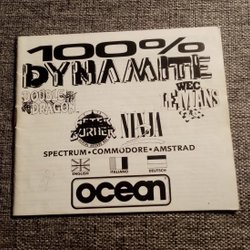 100%
DYNAMITE
DOUBLE DRAGON
WEC
LE MANS
AFTER
BURNER
NINJA
SPECTRUM • COMMODORE • AMSTRAD
ENGLISH ITALIANO DEUTSCH
ocean